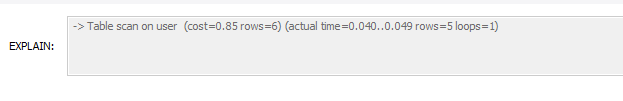 -> Table scan on user  (cost=0.85 rows=6) (actual time=0.040..0.049 rows=5 loops=1)
EXPLAIN: